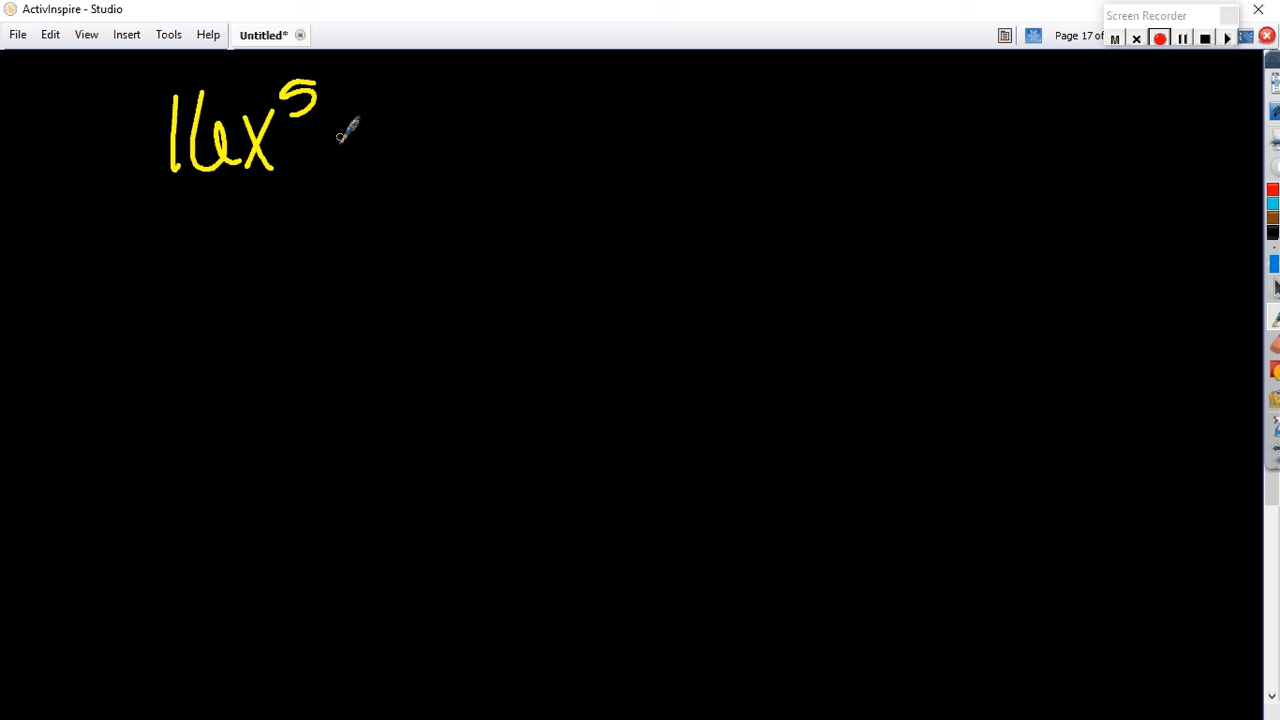 ActivInspire - Studio
Screen Recorder
File Edit View Insert Tools Help Untitled*
Page 17 of
M
16x⁵